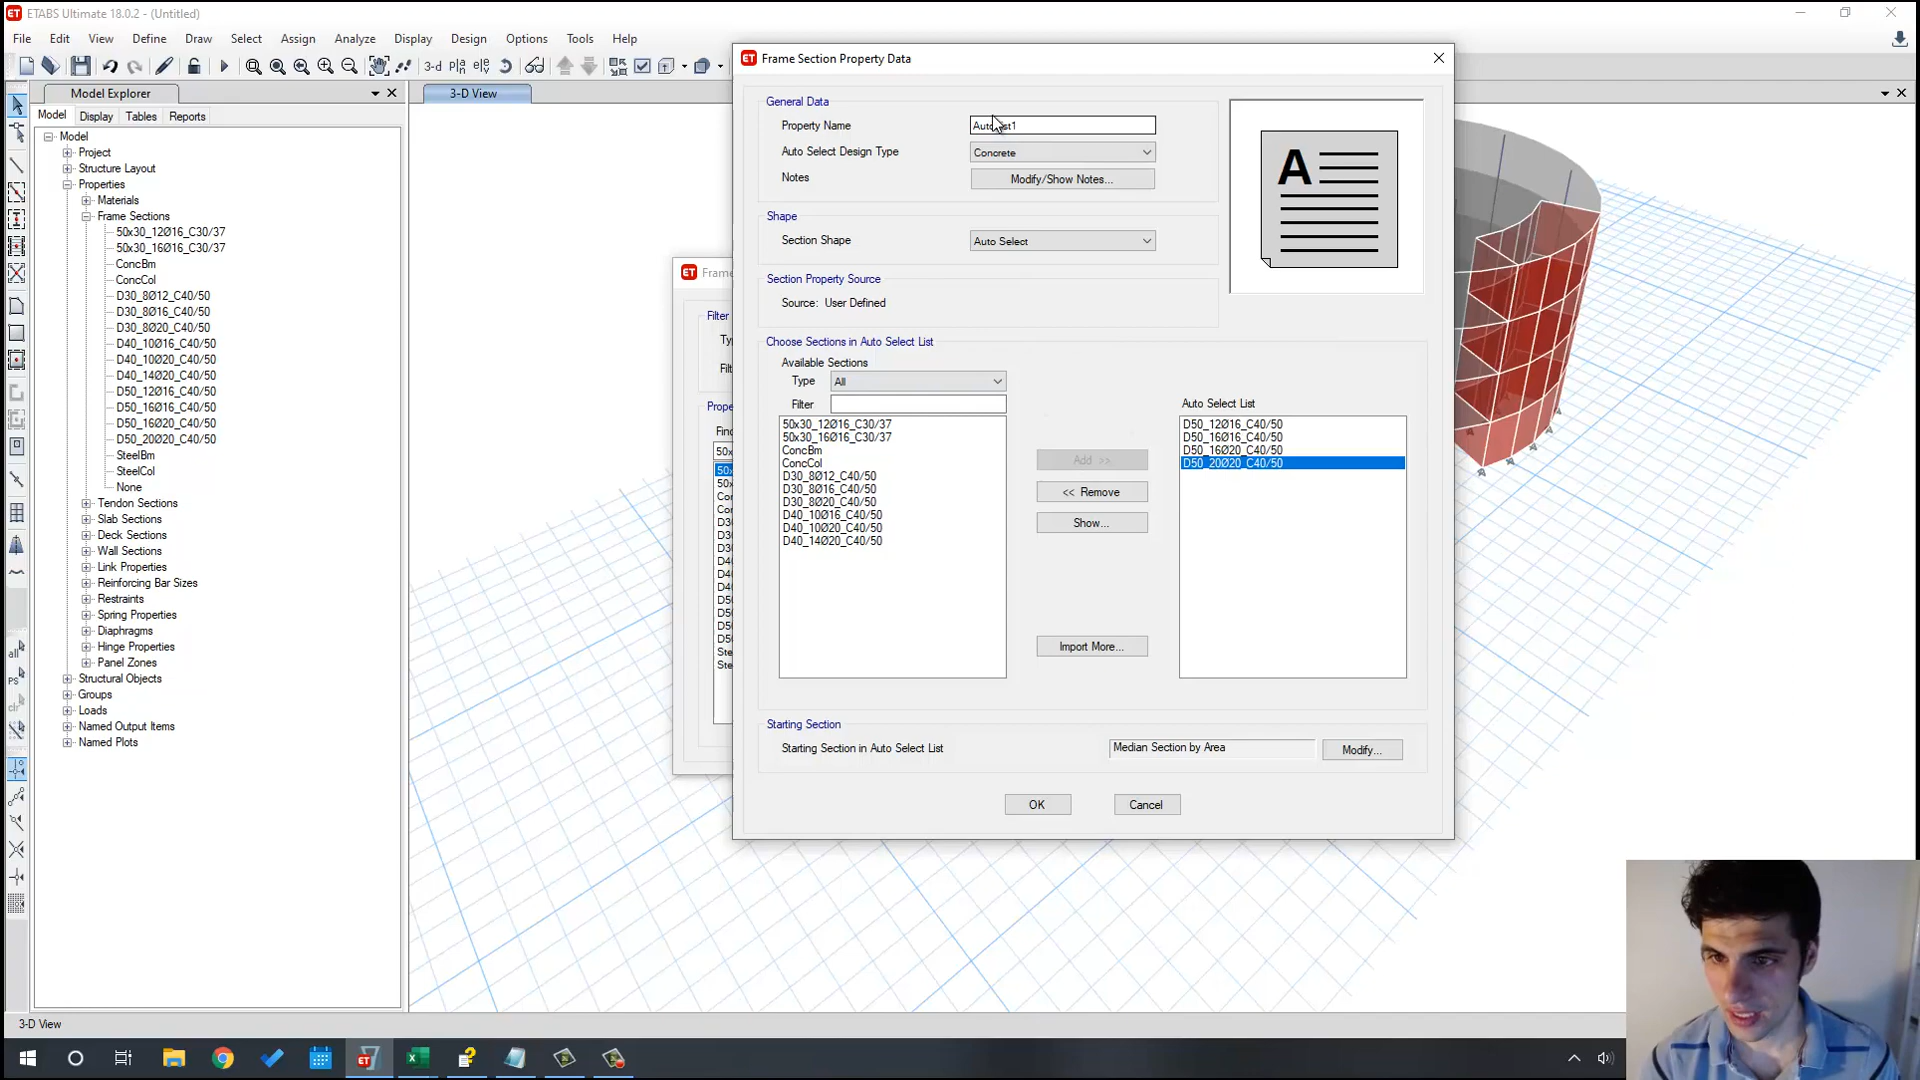 ETABS Ultimate 18.0.2 - (Untitled)
File Edit View Define Draw Select Assign Analyze Display Design Options Tools Help
3-d
Model Explorer
Model Display Tables Reports
Model
Project
Structure Layout
Properties
Materials
Frame Sections
50x30_12Ø16_C30/37
50x30_16Ø16_C30/37
ConcBm
ConcCol
D30_8Ø12_C40/50
D30_8Ø16_C40/50
D30_8Ø20_C40/50
D40_10Ø16_C40/50
D40_10Ø20_C40/50
D40_14Ø20_C40/50
D50_12Ø16_C40/50
D50_16Ø16_C40/50
D50_16Ø20_C40/50
D50_20Ø20_C40/50
SteelBm
SteelCol
None
Tendon Sections
Slab Sections
Deck Sections
Wall Sections
Link Properties
Reinforcing Bar Sizes
Restraints
Spring Properties
Diaphragms
Hinge Properties
Panel Zones
Structural Objects
Groups
Loads
Named Output Items
Named Plots
3-D View
Frame Section Property Data
General Data
Property Name
Auto Select Design Type Concrete
Notes Modify/Show Notes...
Shape
Section Shape Auto Select
Section Property Source
Source: User Defined
Choose Sections in Auto Select List
Available Sections
Type All
Filter
50x30_12Ø16_C30/37
50x30_16Ø16_C30/37
ConcBm
ConcCol
D30_8Ø12_C40/50
D30_8Ø16_C40/50
D30_8Ø20_C40/50
D40_10Ø16_C40/50
D40_10Ø20_C40/50
D40_14Ø20_C40/50
Add >>
<< Remove
Show...
Import More...
Auto Select List
D50_12Ø16_C40/50
D50_16Ø16_C40/50
D50_16Ø20_C40/50
D50_20Ø20_C40/50
Starting Section
Starting Section in Auto Select List Median Section by Area Modify...
OK Cancel
A
3-D View